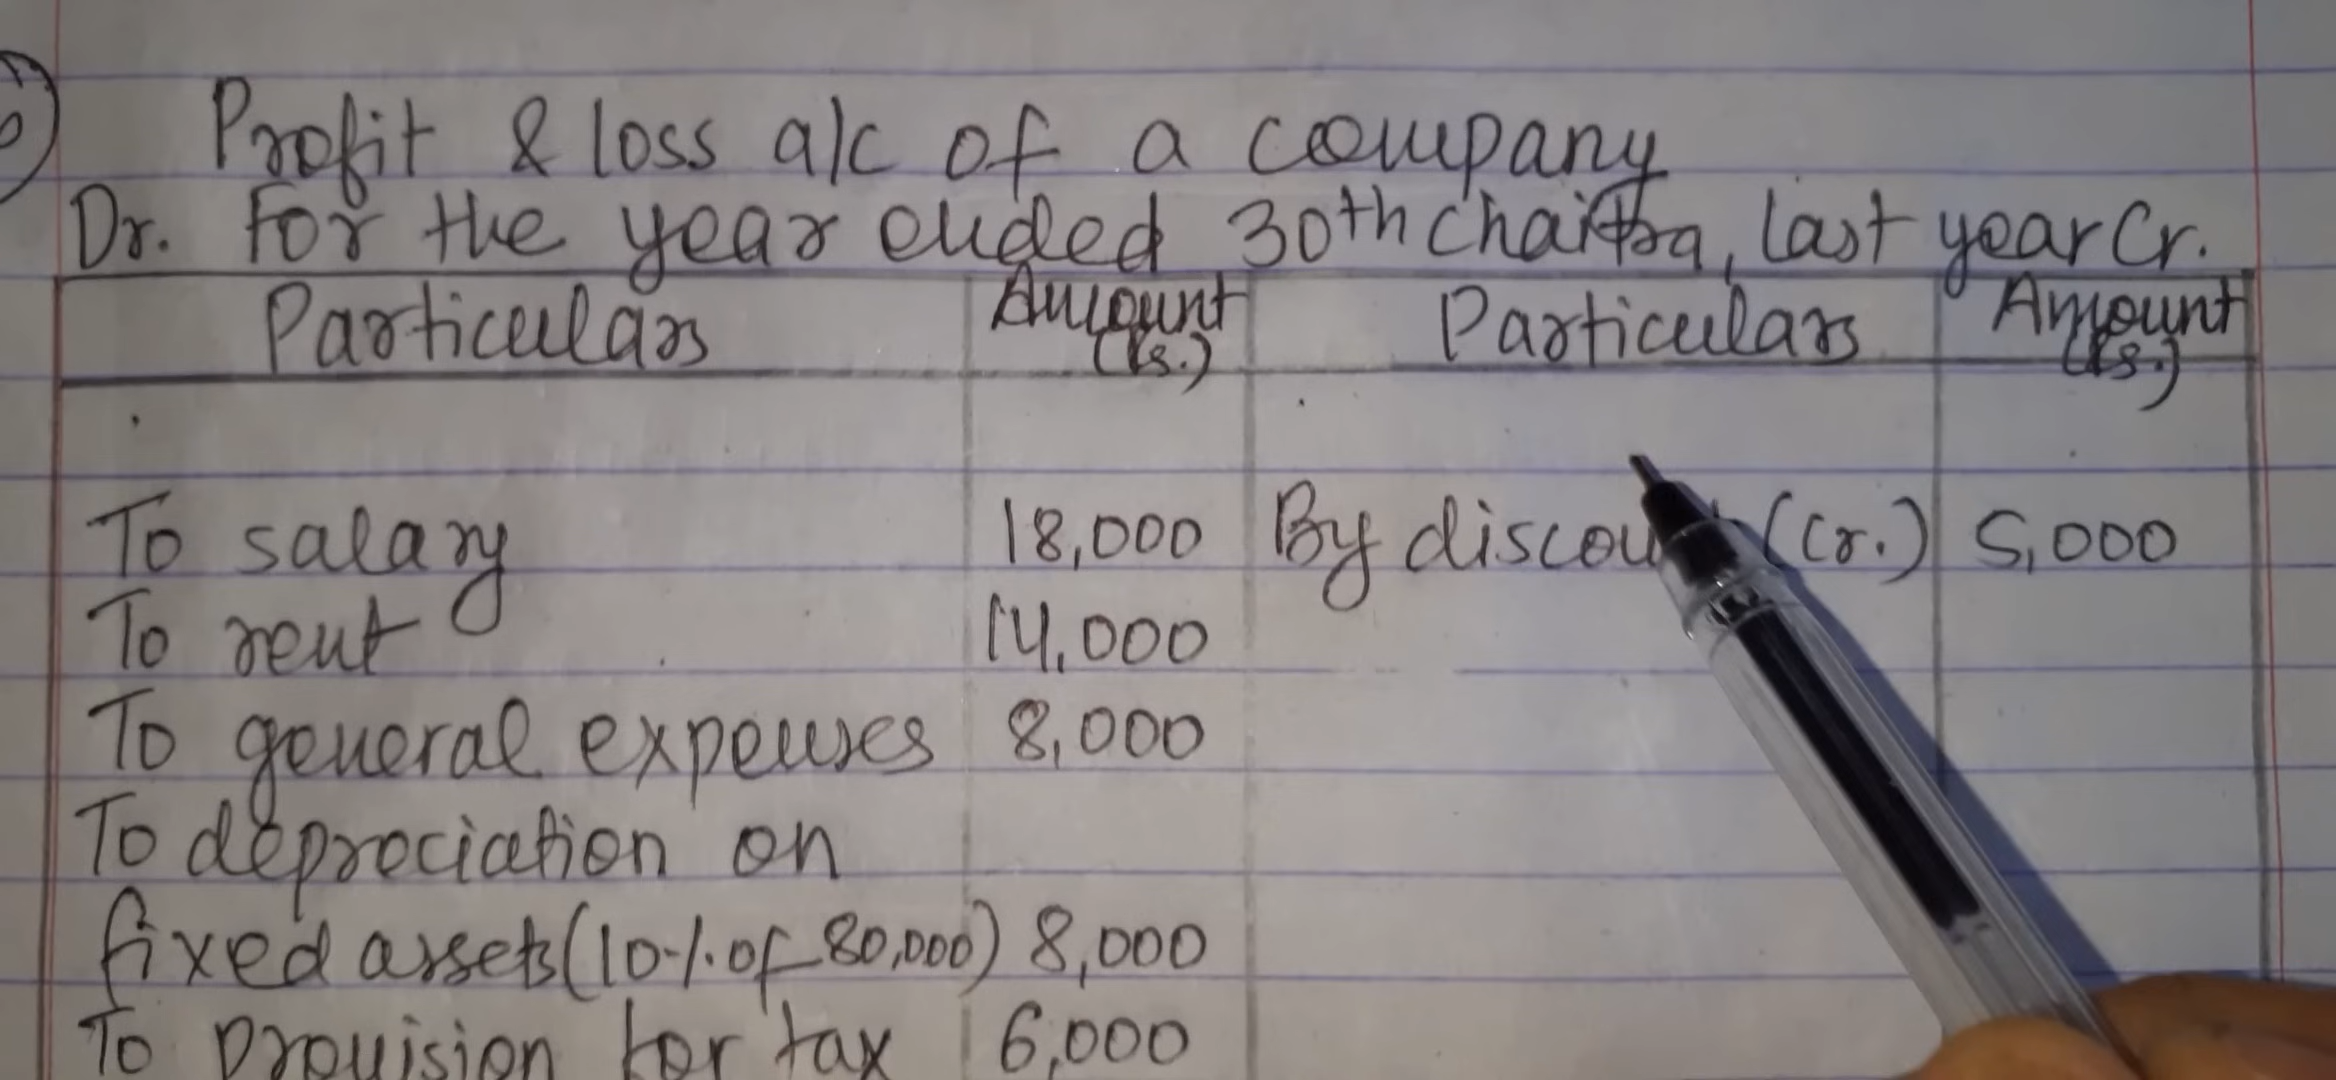 Profit & loss a/c of a company
Dr. For the year ended 30th chaitra, last year Cr.
Particulars Amount (Rs.) Particulars Amount (Rs.)
To salary 18,000 By discount (Cr.) 5,000
To rent 14,000
To general expenses 8,000
To depreciation on
fixed assets (10% of 80,000) 8,000
To provision for tax 6,000